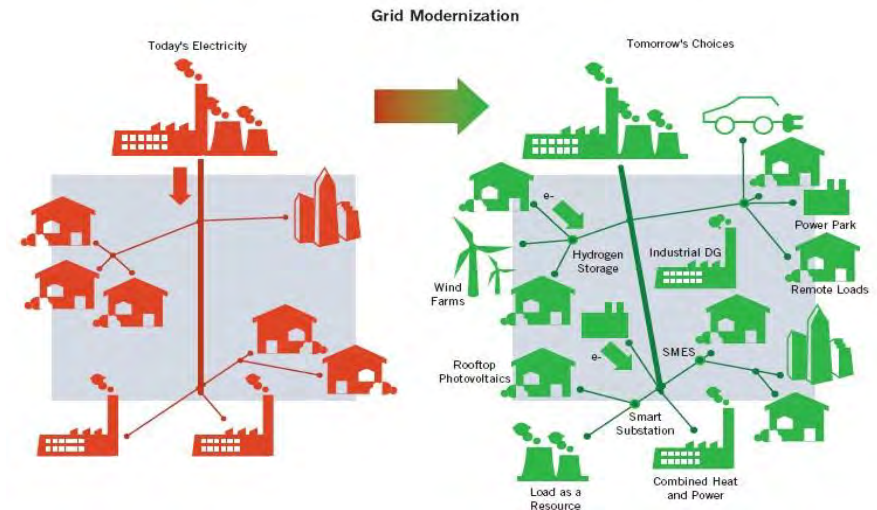 Grid Modernization
Today's Electricity
Tomorrow's Choices
e-
Power Park
Hydrogen
Storage
Industrial DG
Wind
Farms
Remote Loads
Rooftop
Photovoltaics
e-
SMES
Smart
Substation
Load as a
Resource
Combined Heat
and Power